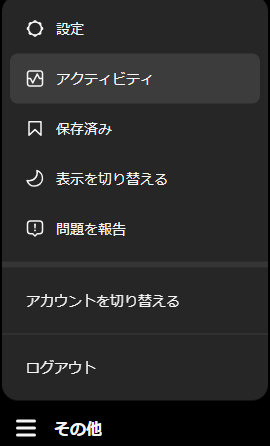 設定
アクティビティ
保存済み
表示を切り替える
問題を報告
アカウントを切り替える
ログアウト
その他